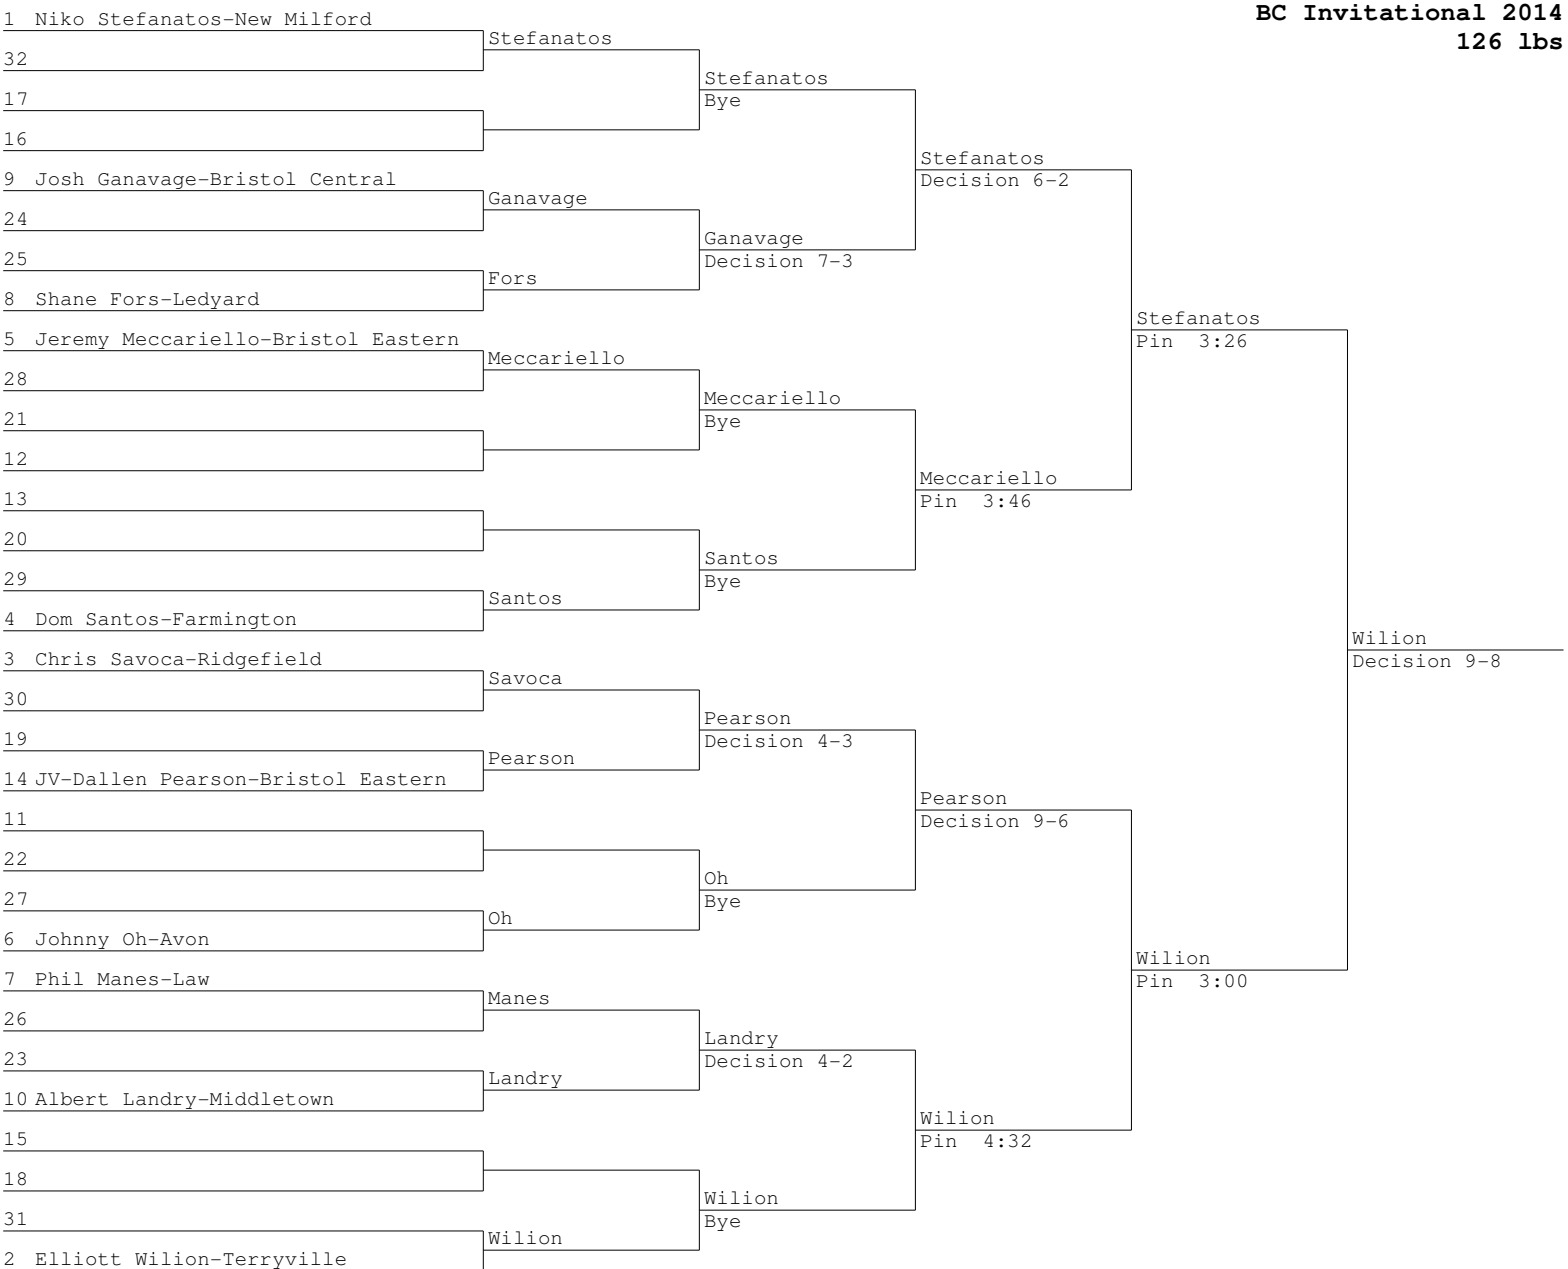 BC Invitational 2014
126 lbs
1 Niko Stefanatos-New Milford
32
17
16
9 Josh Ganavage-Bristol Central
24
25
8 Shane Fors-Ledyard
5 Jeremy Meccariello-Bristol Eastern
28
21
12
13
20
29
4 Dom Santos-Farmington
3 Chris Savoca-Ridgefield
30
19
14 JV-Dallen Pearson-Bristol Eastern
11
22
27
6 Johnny Oh-Avon
7 Phil Manes-Law
26
23
10 Albert Landry-Middletown
15
18
31
2 Elliott Wilion-Terryville
Stefanatos
Ganavage
Fors
Meccariello
Santos
Savoca
Pearson
Oh
Manes
Landry
Wilion
Stefanatos
Bye
Ganavage
Decision 7-3
Meccariello
Bye
Santos
Bye
Pearson
Decision 4-3
Oh
Bye
Landry
Decision 4-2
Wilion
Bye
Stefanatos
Decision 6-2
Meccariello
Pin 3:46
Pearson
Decision 9-6
Wilion
Pin 4:32
Stefanatos
Pin 3:26
Wilion
Pin 3:00
Wilion
Decision 9-8